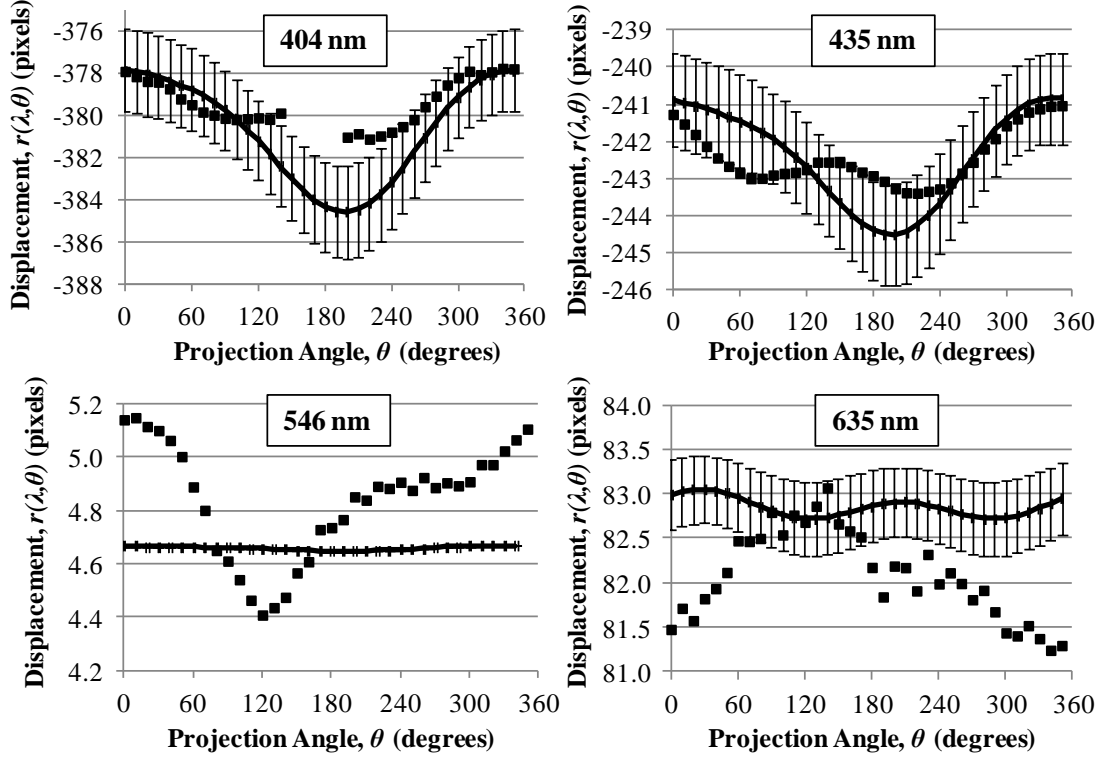 404 nm
Displacement, r(λ,θ) (pixels)
-376
-378
-380
-382
-384
-386
-388
0 60 120 180 240 300 360
Projection Angle, θ (degrees)
435 nm
Displacement, r(λ,θ) (pixels)
-239
-240
-241
-242
-243
-244
-245
-246
0 60 120 180 240 300 360
Projection Angle, θ (degrees)
546 nm
Displacement, r(λ,θ) (pixels)
5.2
5.0
4.8
4.6
4.4
4.2
0 60 120 180 240 300 360
Projection Angle, θ (degrees)
635 nm
Displacement, r(λ,θ) (pixels)
84.0
83.5
83.0
82.5
82.0
81.5
81.0
0 60 120 180 240 300 360
Projection Angle, θ (degrees)